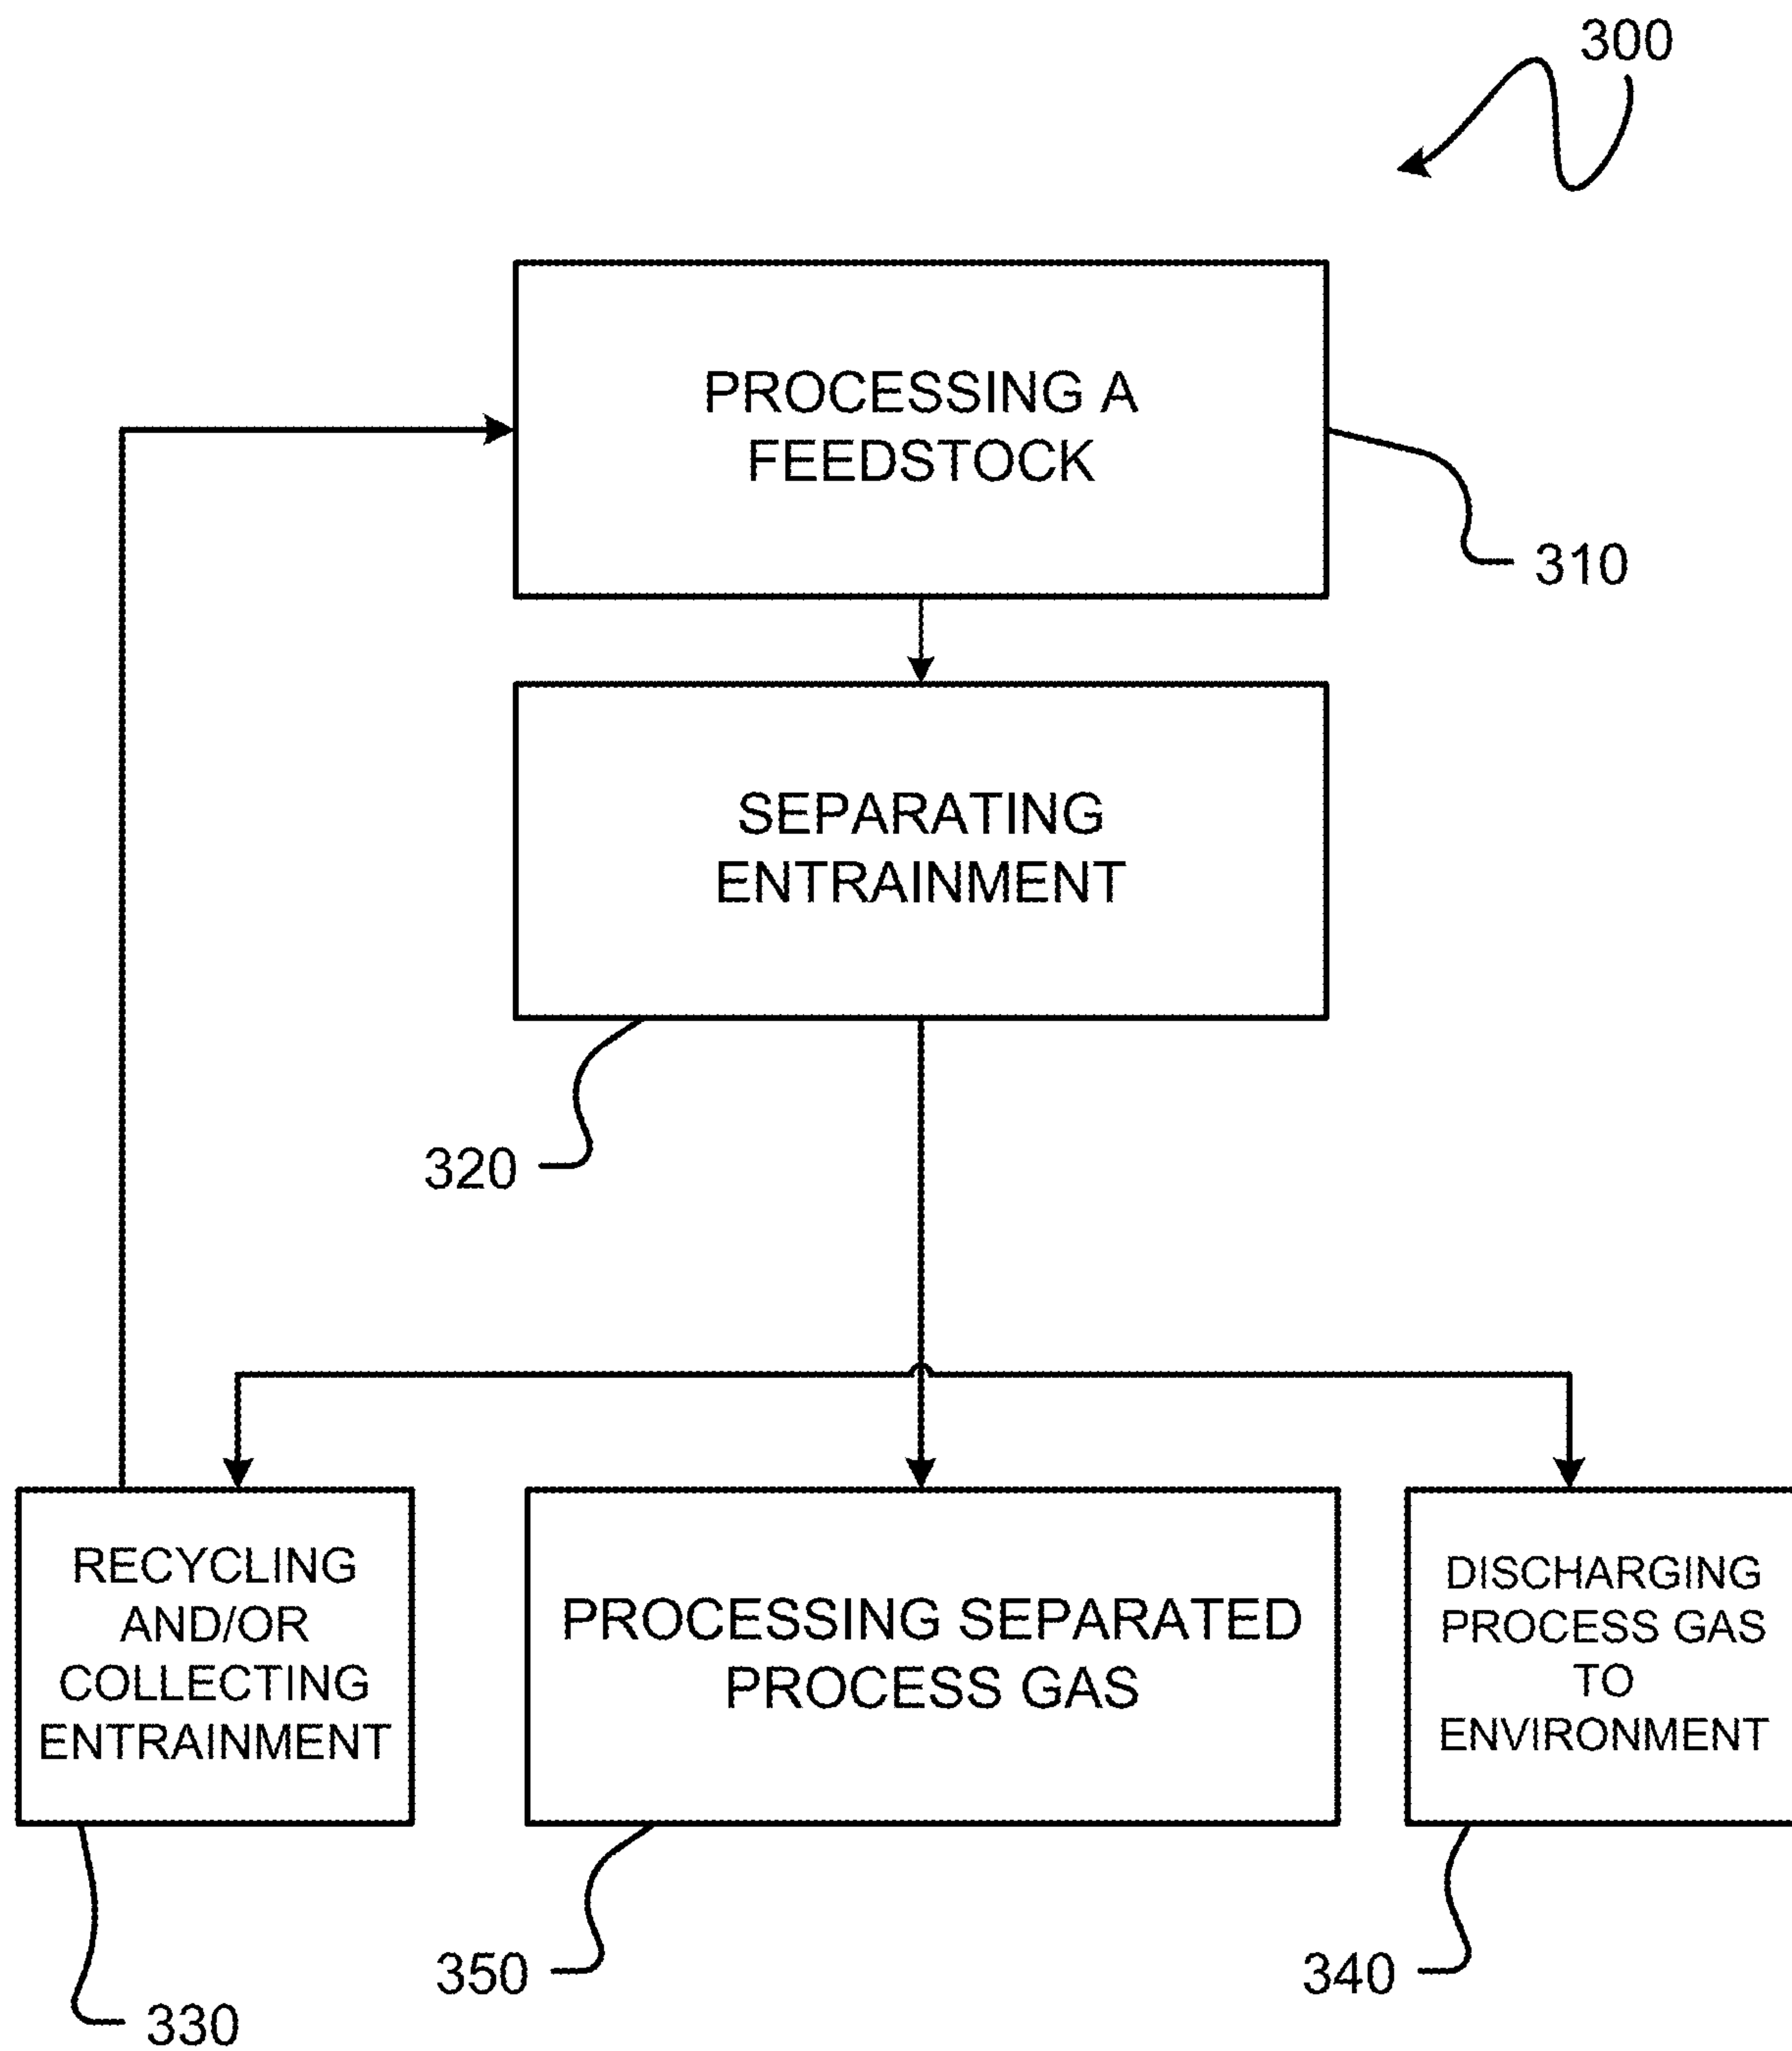 300
PROCESSING A
FEEDSTOCK
310
SEPARATING
ENTRAINMENT
320
RECYCLING
AND/OR
COLLECTING
ENTRAINMENT
PROCESSING SEPARATED
PROCESS GAS
DISCHARGING
PROCESS GAS
TO
ENVIRONMENT
350
340
330